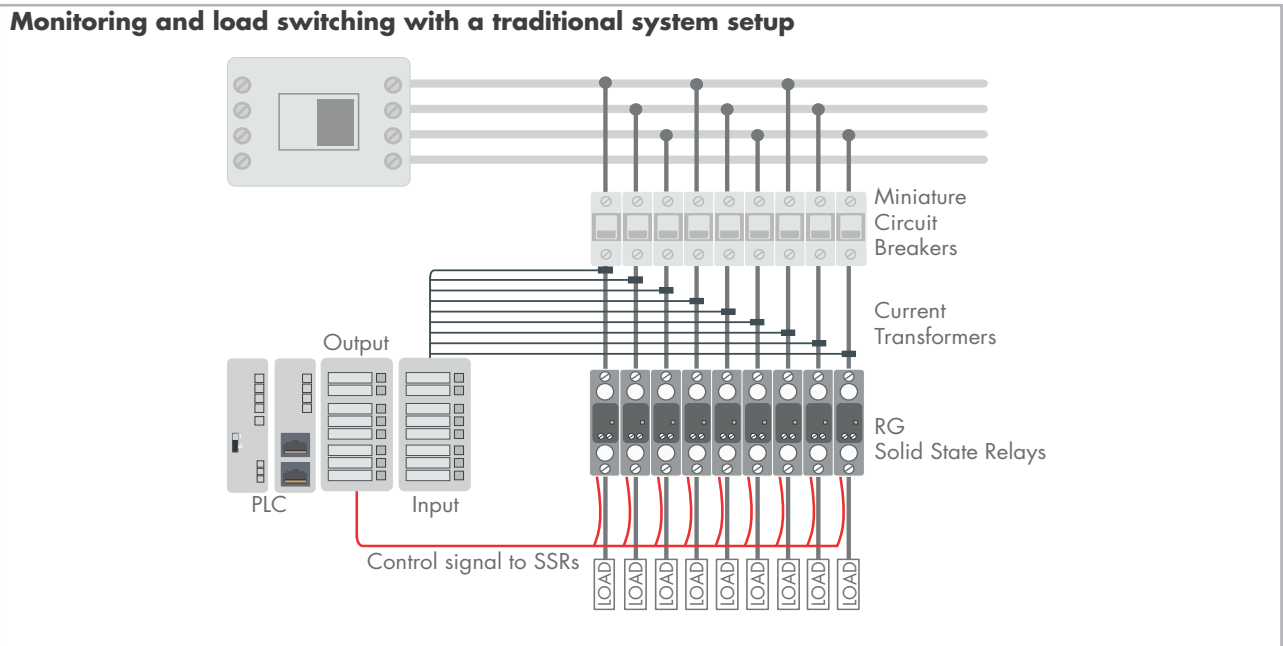 Monitoring and load switching with a traditional system setup
Miniature
Circuit
Breakers
Current
Transformers
Output
RG
Solid State Relays
PLC
Input
Control signal to SSRs
LOAD
LOAD
LOAD
LOAD
LOAD
LOAD
LOAD
LOAD
LOAD